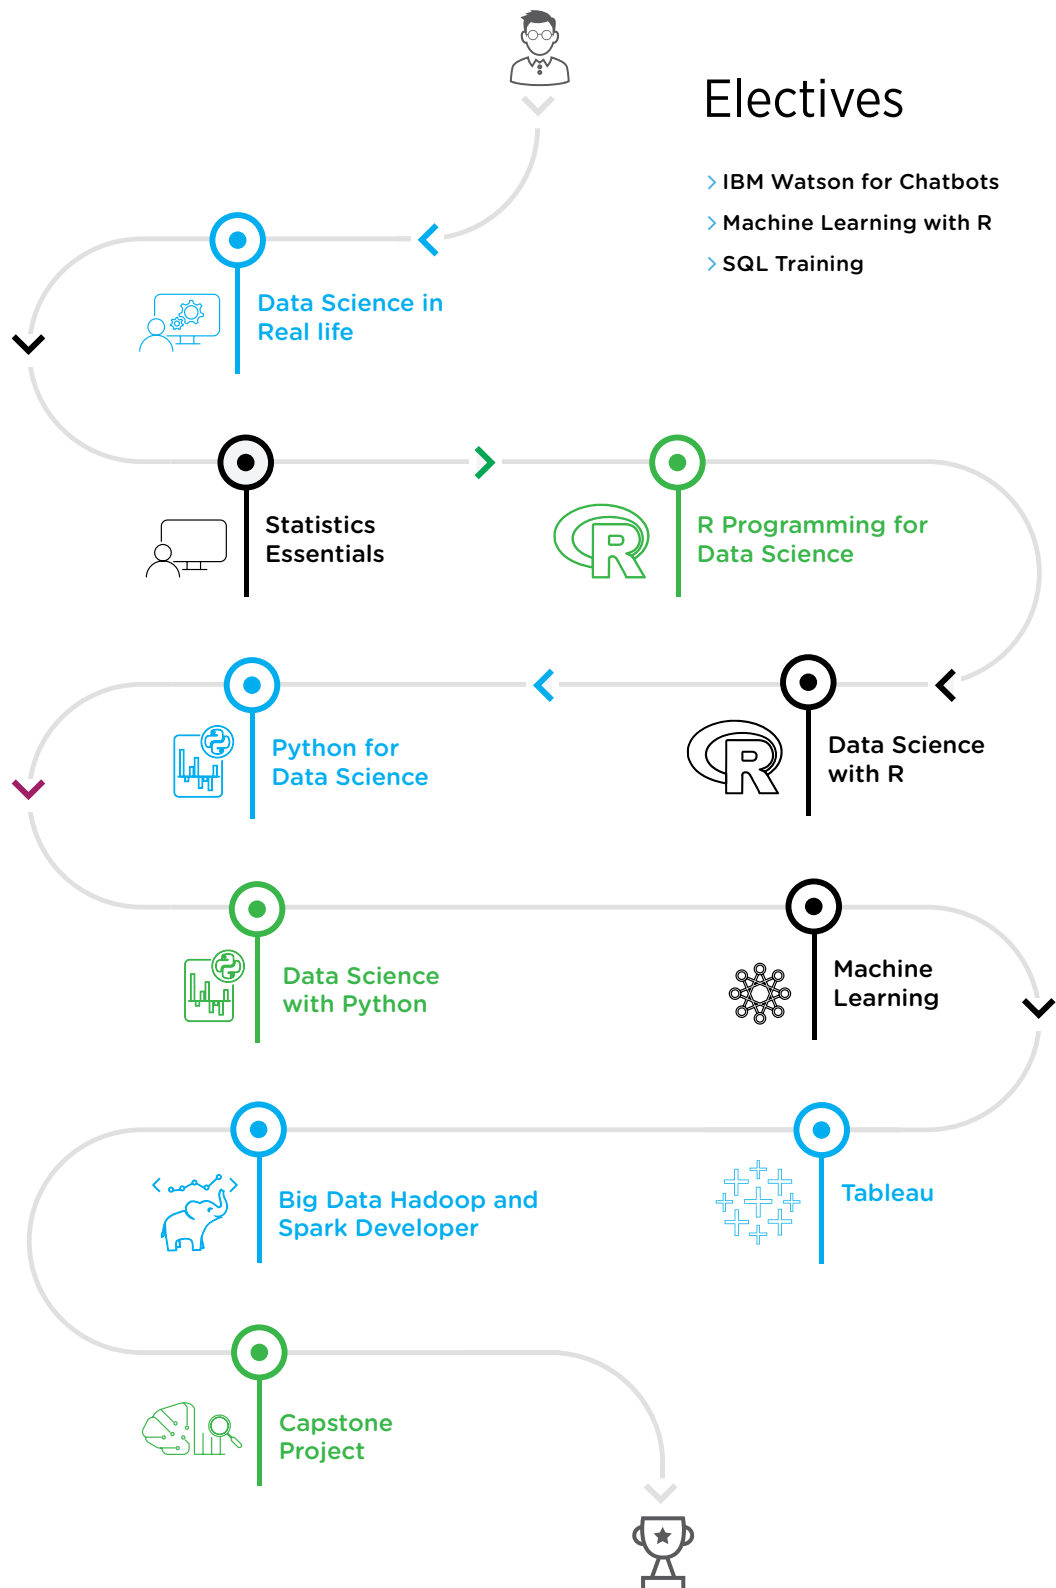 Electives
IBM Watson for Chatbots
Machine Learning with R
SQL Training
Data Science in
Real life
Statistics
Essentials
R Programming for
Data Science
Data Science
with R
Python for
Data Science
Data Science
with Python
Machine
Learning
Tableau
Big Data Hadoop and
Spark Developer
Capstone
Project